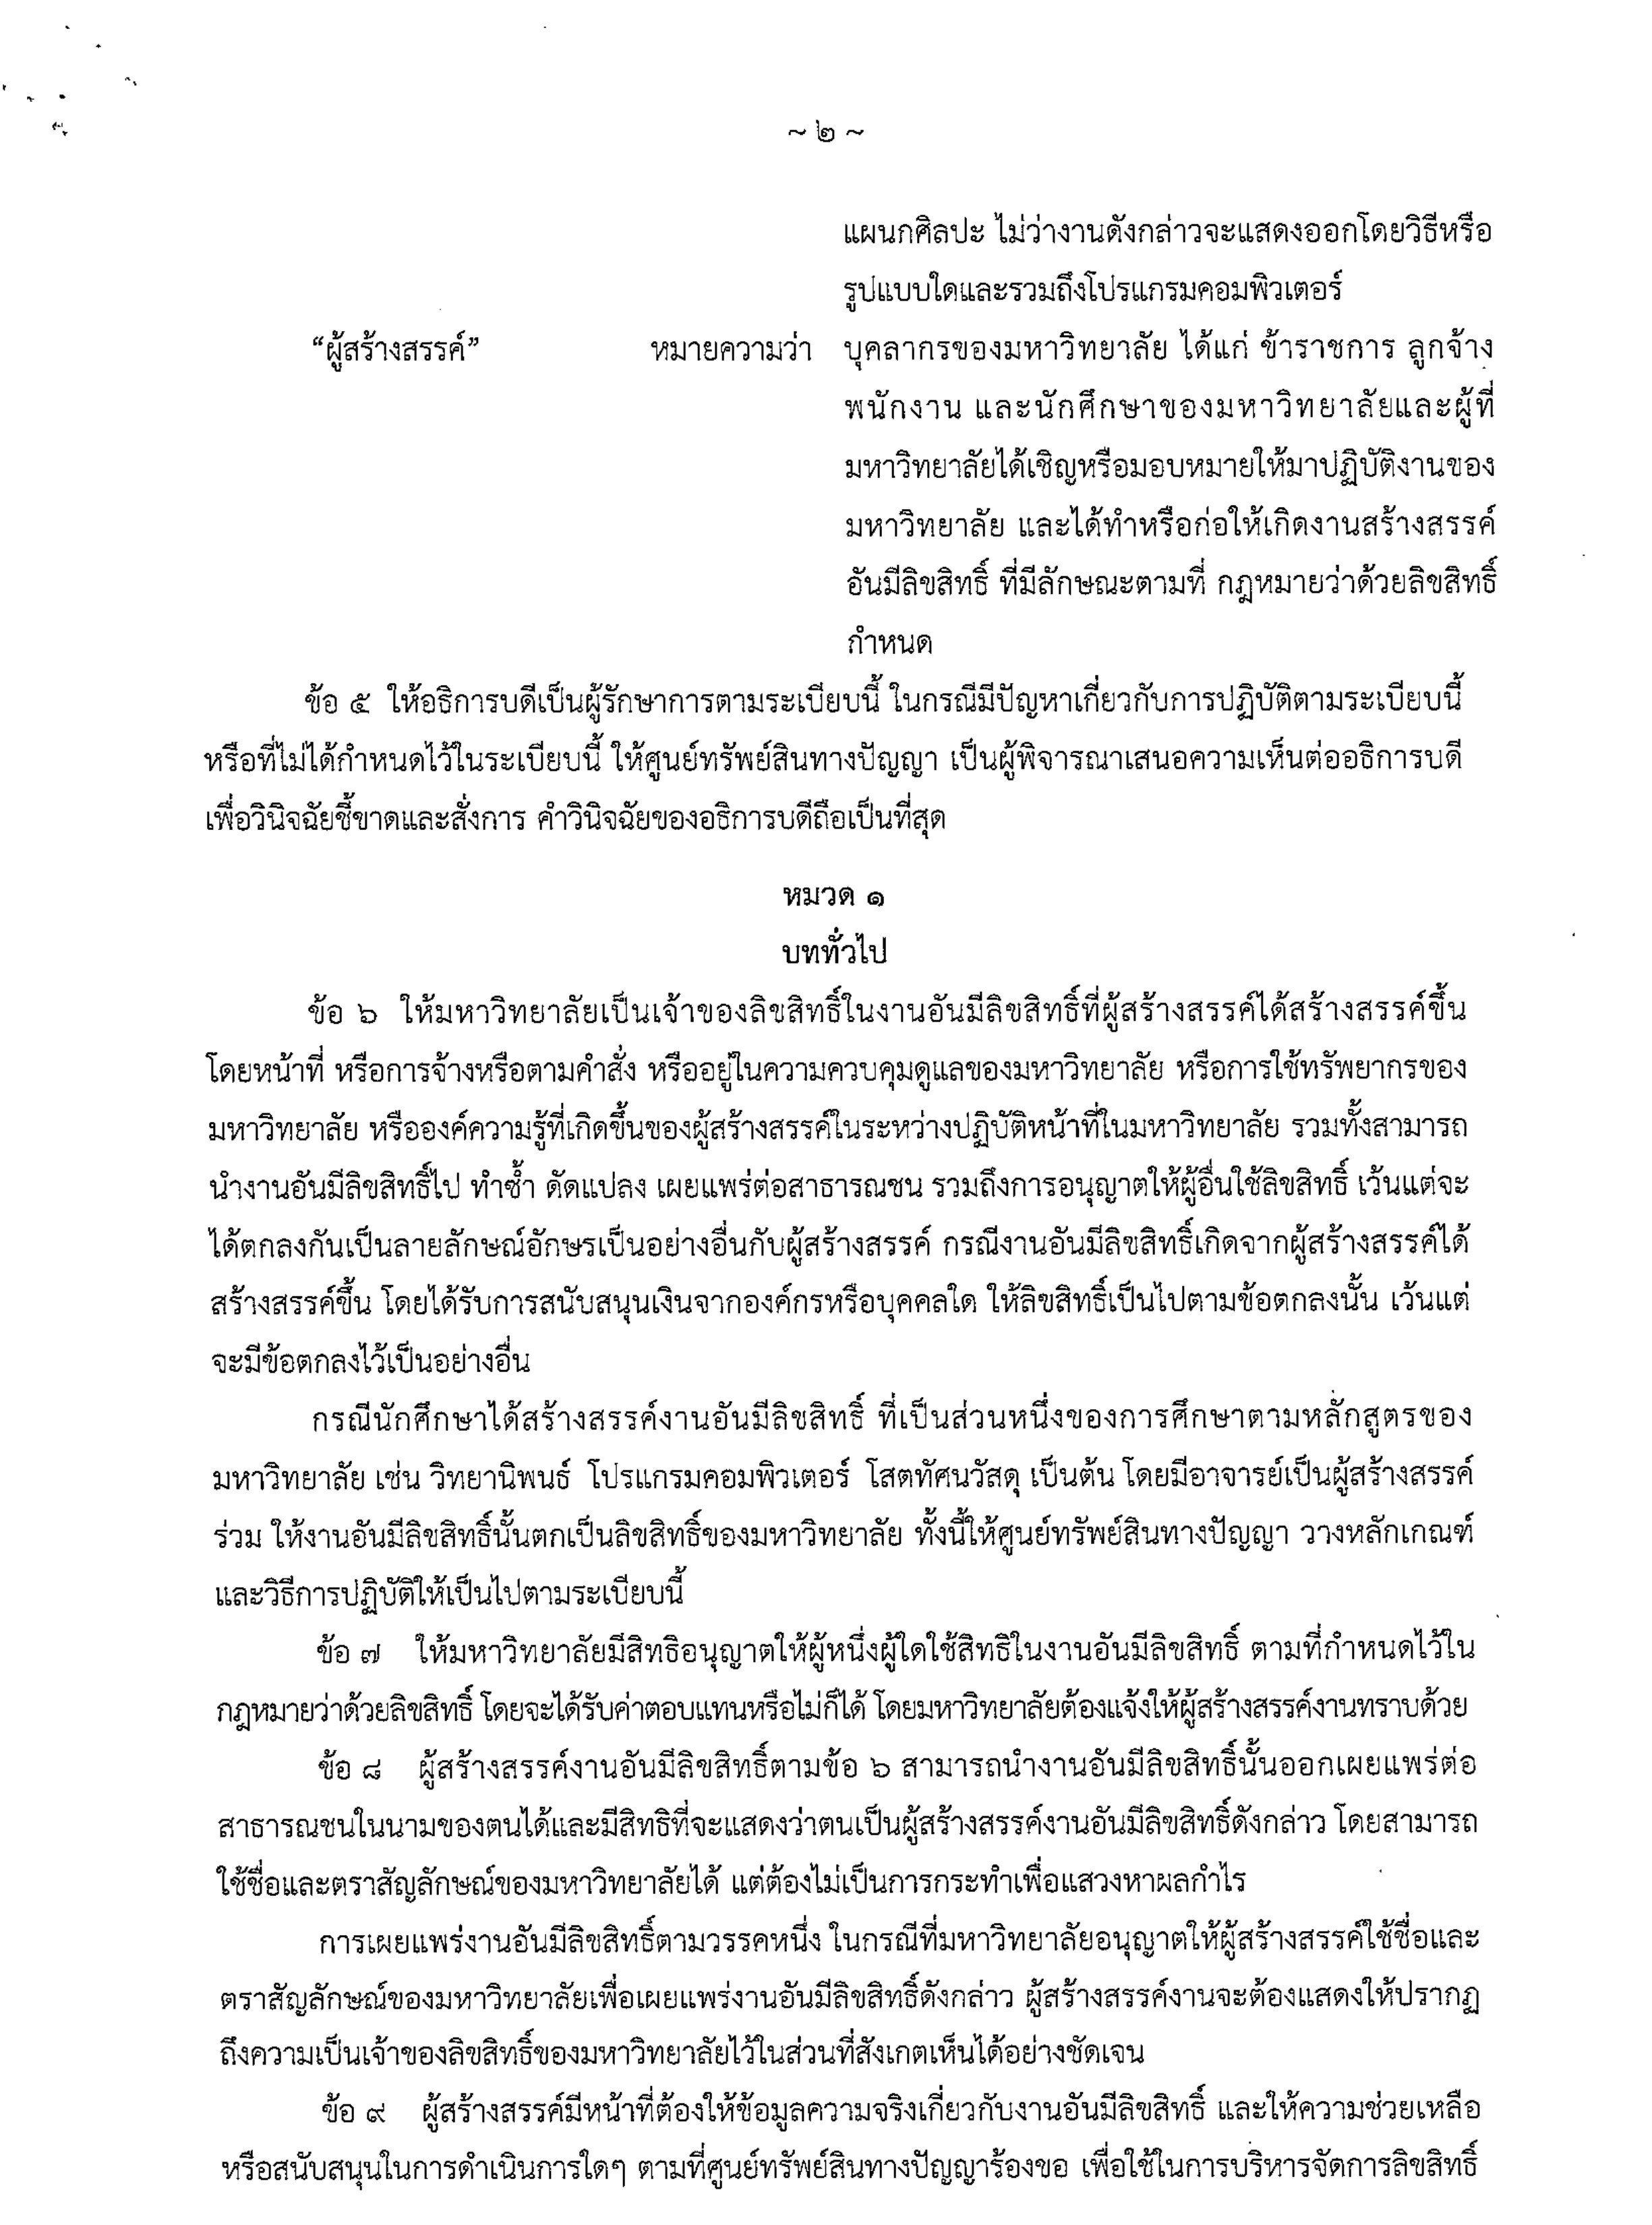 ~ ๒ ~
แผนกศิลปะ ไม่ว่างานดังกล่าวจะแสดงออกโดยวิธีหรือ
รูปแบบใดและรวมถึงโปรแกรมคอมพิวเตอร์
“ผู้สร้างสรรค์” หมายความว่า บุคลากรของมหาวิทยาลัย ได้แก่ ข้าราชการ ลูกจ้าง
พนักงาน และนักศึกษาของมหาวิทยาลัยและผู้ที่
มหาวิทยาลัยได้เชิญหรือมอบหมายให้มาปฏิบัติงานของ
มหาวิทยาลัย และได้ทำหรือก่อให้เกิดงานสร้างสรรค์
อันมีลิขสิทธิ์ ที่มีลักษณะตามที่ กฎหมายว่าด้วยลิขสิทธิ์
กำหนด
ข้อ ๕ ให้อธิการบดีเป็นผู้รักษาการตามระเบียบนี้ ในกรณีมีปัญหาเกี่ยวกับการปฏิบัติตามระเบียบนี้
หรือที่ไม่ได้กำหนดไว้ในระเบียบนี้ ให้ศูนย์ทรัพย์สินทางปัญญา เป็นผู้พิจารณาเสนอความเห็นต่ออธิการบดี
เพื่อวินิจฉัยชี้ขาดและสั่งการ คำวินิจฉัยของอธิการบดีถือเป็นที่สุด
หมวด ๑
บททั่วไป
ข้อ ๖ ให้มหาวิทยาลัยเป็นเจ้าของลิขสิทธิ์ในงานอันมีลิขสิทธิ์ที่ผู้สร้างสรรค์ได้สร้างสรรค์ขึ้น
โดยหน้าที่ หรือการจ้างหรือตามคำสั่ง หรืออยู่ในความควบคุมดูแลของมหาวิทยาลัย หรือการใช้ทรัพยากรของ
มหาวิทยาลัย หรือองค์ความรู้ที่เกิดขึ้นของผู้สร้างสรรค์ในระหว่างปฏิบัติหน้าที่ในมหาวิทยาลัย รวมทั้งสามารถ
นำงานอันมีลิขสิทธิ์ไป ทำซ้ำ ดัดแปลง เผยแพร่ต่อสาธารณชน รวมถึงการอนุญาตให้ผู้อื่นใช้ลิขสิทธิ์ เว้นแต่จะ
ได้ตกลงกันเป็นลายลักษณ์อักษรเป็นอย่างอื่นกับผู้สร้างสรรค์ กรณีงานอันมีลิขสิทธิ์เกิดจากผู้สร้างสรรค์ได้
สร้างสรรค์ขึ้น โดยได้รับการสนับสนุนเงินจากองค์กรหรือบุคคลใด ให้ลิขสิทธิ์เป็นไปตามข้อตกลงนั้น เว้นแต่
จะมีข้อตกลงไว้เป็นอย่างอื่น
กรณีนักศึกษาได้สร้างสรรค์งานอันมีลิขสิทธิ์ ที่เป็นส่วนหนึ่งของการศึกษาตามหลักสูตรของ
มหาวิทยาลัย เช่น วิทยานิพนธ์ โปรแกรมคอมพิวเตอร์ โสตทัศนวัสดุ เป็นต้น โดยมีอาจารย์เป็นผู้สร้างสรรค์
ร่วม ให้งานอันมีลิขสิทธิ์นั้นตกเป็นลิขสิทธิ์ของมหาวิทยาลัย ทั้งนี้ให้ศูนย์ทรัพย์สินทางปัญญา วางหลักเกณฑ์
และวิธีการปฏิบัติให้เป็นไปตามระเบียบนี้
ข้อ ๗ ให้มหาวิทยาลัยมีสิทธิอนุญาตให้ผู้หนึ่งผู้ใดใช้สิทธิในงานอันมีลิขสิทธิ์ ตามที่กำหนดไว้ใน
กฎหมายว่าด้วยลิขสิทธิ์ โดยจะได้รับค่าตอบแทนหรือไม่ก็ได้ โดยมหาวิทยาลัยต้องแจ้งให้ผู้สร้างสรรค์งานทราบด้วย
ข้อ ๘ ผู้สร้างสรรค์งานอันมีลิขสิทธิ์ตามข้อ ๖ สามารถนำงานอันมีลิขสิทธิ์นั้นออกเผยแพร่ต่อ
สาธารณชนในนามของตนได้และมีสิทธิที่จะแสดงว่าตนเป็นผู้สร้างสรรค์งานอันมีลิขสิทธิ์ดังกล่าว โดยสามารถ
ใช้ชื่อและตราสัญลักษณ์ของมหาวิทยาลัยได้ แต่ต้องไม่เป็นการกระทำเพื่อแสวงหาผลกำไร
การเผยแพร่งานอันมีลิขสิทธิ์ตามวรรคหนึ่ง ในกรณีที่มหาวิทยาลัยอนุญาตให้ผู้สร้างสรรค์ใช้ชื่อและ
ตราสัญลักษณ์ของมหาวิทยาลัยเพื่อเผยแพร่งานอันมีลิขสิทธิ์ดังกล่าว ผู้สร้างสรรค์งานจะต้องแสดงให้ปรากฏ
ถึงความเป็นเจ้าของลิขสิทธิ์ของมหาวิทยาลัยไว้ในส่วนที่สังเกตเห็นได้อย่างชัดเจน
ข้อ ๙ ผู้สร้างสรรค์มีหน้าที่ต้องให้ข้อมูลความจริงเกี่ยวกับงานอันมีลิขสิทธิ์ และให้ความช่วยเหลือ
หรือสนับสนุนในการดำเนินการใดๆ ตามที่ศูนย์ทรัพย์สินทางปัญญาร้องขอ เพื่อใช้ในการบริหารจัดการลิขสิทธิ์